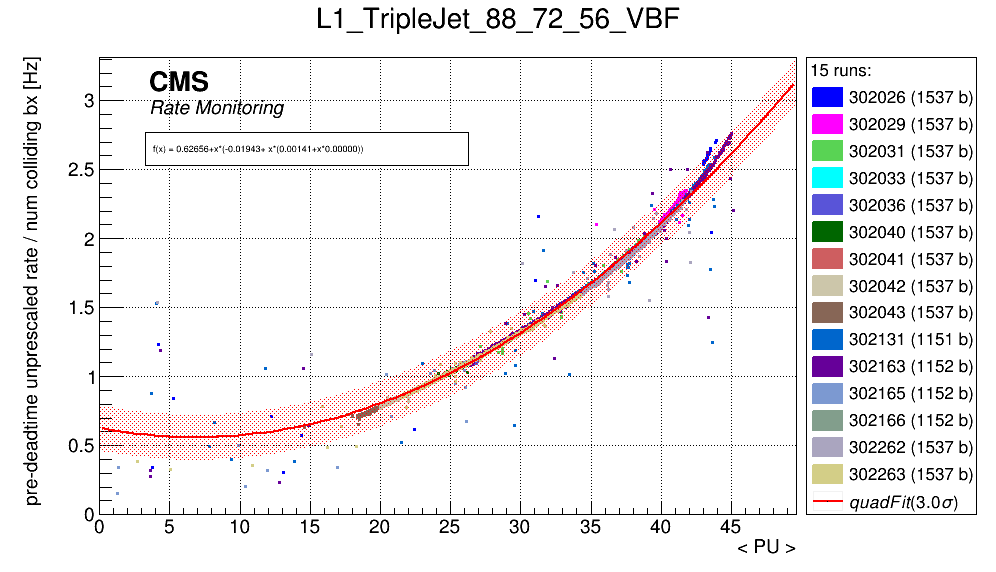 L1_TripleJet_88_72_56_VBF
pre-deadtime unprescaled rate / num colliding bx [Hz]
CMS
Rate Monitoring
f(x) = 0.62656+x*(-0.01943+ x*(0.00141+x*0.00000))
3
2.5
2
1.5
1
0.5
0
0 5 10 15 20 25 30 35 40 45
< PU >
15 runs:
302026 (1537 b)
302029 (1537 b)
302031 (1537 b)
302033 (1537 b)
302036 (1537 b)
302040 (1537 b)
302041 (1537 b)
302042 (1537 b)
302043 (1537 b)
302131 (1151 b)
302163 (1152 b)
302165 (1152 b)
302166 (1152 b)
302262 (1537 b)
302263 (1537 b)
quadFit(3.0σ)